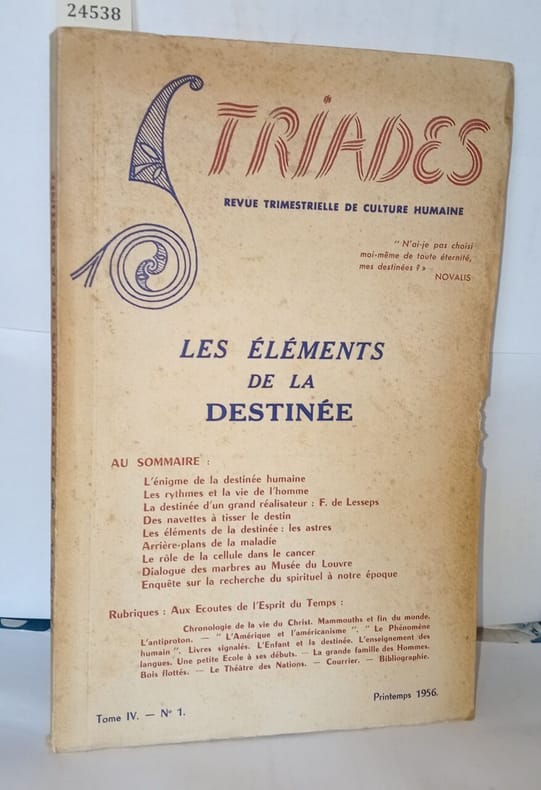 24538
TRIADES
REVUE TRIMESTRIELLE DE CULTURE HUMAINE
" N'ai-je pas choisi
moi-même de toute éternité,
mes destinées ? »
NOVALIS
LES ÉLÉMENTS
DE LA
DESTINÉE
AU SOMMAIRE :
L'énigme de la destinée humaine
Les rythmes et la vie de l'homme
La destinée d'un grand réalisateur : F. de Lesseps
Des navettes à tisser le destin
Les éléments de la destinée : les astres
Arrière-plans de la maladie
Le rôle de la cellule dans le cancer
Dialogue des marbres au Musée du Louvre
Enquête sur la recherche du spirituel à notre époque
Rubriques : Aux Ecoutes de l'Esprit du Temps :
Chronologie de la vie du Christ. Mammouths et fin du monde.
L'antiproton. — " L'Amérique et l'américanisme ". " Le Phénomène
humain ". Livres signalés. L'Enfant et la destinée. L'enseignement des
langues. Une petite Ecole à ses débuts. — La grande famille des Hommes.
Bois flottés. — Le Théâtre des Nations. — Courrier. — Bibliographie.
Tome IV. — N° 1.
Printemps 1956.